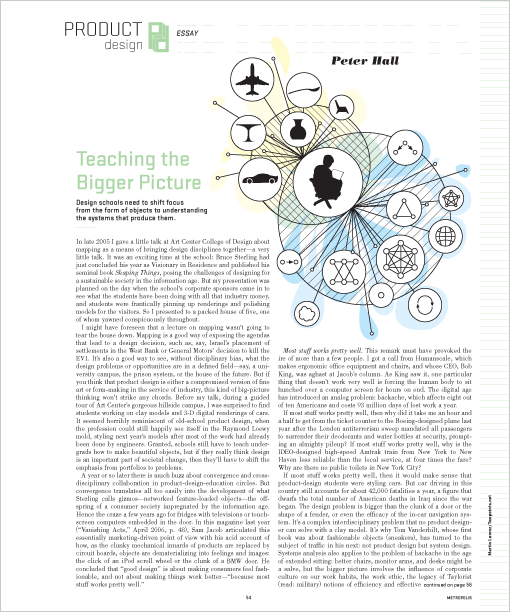 PRODUCT
design
ESSAY
Peter Hall
Teaching the
Bigger Picture
Design schools need to shift focus
from the form of objects to understanding
the systems that produce them.
In late 2005 I gave a little talk at Art Center College of Design about
mapping as a means of bringing design disciplines together—a very
little talk. It was an exciting time at the school: Bruce Sterling had
just concluded his year as Visionary in Residence and published his
seminal book Shaping Things, posing the challenges of designing for
a sustainable society in the information age. But my presentation was
planned on the day when the school's corporate sponsors came in to
see what the students have been doing with all that industry money,
and students were frantically pinning up renderings and polishing
models for the visitors. So I presented to a packed house of five, one
of whom yawned conspicuously throughout.
I might have foreseen that a lecture on mapping wasn't going to
tear the house down. Mapping is a good way of exposing the agendas
that lead to a design decision, such as, say, Israel's placement of
settlements in the West Bank or General Motors' decision to kill the
EV1. It's also a good way to see, without disciplinary bias, what the
design problems or opportunities are in a defined field—say, a uni-
versity campus, the prison system, or the house of the future. But if
you think that product design is either a compromised version of fine
art or form-making in the service of industry, this kind of big-picture
thinking won't strike any chords. Before my talk, during a guided
tour of Art Center's gorgeous hillside campus, I was surprised to find
students working on clay models and 3-D digital renderings of cars.
It seemed horribly reminiscent of old-school product design, when
the profession could still happily see itself in the Raymond Loewy
mold, styling next year's models after most of the work had already
been done by engineers. Granted, schools still have to teach under-
grads how to make beautiful objects, but if they really think design
is an important part of societal change, then they'll have to shift the
emphasis from portfolios to problems.
A year or so later there is much buzz about convergence and cross-
disciplinary collaboration in product-design-education circles. But
convergence translates all too easily into the development of what
Sterling calls gizmos—networked feature-loaded objects—the off-
spring of a consumer society impregnated by the information age.
Hence the craze a few years ago for fridges with televisions or touch-
screen computers embedded in the door. In this magazine last year
("Vanishing Acts," April 2006, p. 48), Sam Jacob articulated this
essentially marketing-driven point of view with his acid account of
how, as the clunky mechanical innards of products are replaced by
circuit boards, objects are dematerializing into feelings and images:
the click of an iPod scroll wheel or the clunk of a BMW door. He
concluded that "good design" is about making consumers feel fash-
ionable, and not about making things work better—"because most
stuff works pretty well."
Most stuff works pretty well. This remark must have provoked the
ire of more than a few people. I got a call from Humanscale, which
makes ergonomic office equipment and chairs, and whose CEO, Bob
King, was aghast at Jacob's column. As King saw it, one particular
thing that doesn't work very well is forcing the human body to sit
hunched over a computer screen for hours on end. The digital age
has introduced an analog problem: backache, which affects eight out
of ten Americans and costs 93 million days of lost work a year.
If most stuff works pretty well, then why did it take me an hour and
a half to get from the ticket counter to the Boeing-designed plane last
year after the London antiterrorism sweep mandated all passengers
to surrender their deodorants and water bottles at security, prompt-
ing an almighty pileup? If most stuff works pretty well, why is the
IDEO-designed high-speed Amtrak train from New York to New
Haven less reliable than the local service, at four times the fare?
Why are there no public toilets in New York City?
If most stuff works pretty well, then it would make sense that
product-design students were styling cars. But car driving in this
country still accounts for about 42,000 fatalities a year, a figure that
dwarfs the total number of American deaths in Iraq since the war
began. The design problem is bigger than the clunk of a door or the
shape of a fender, or even the efficacy of the in-car navigation sys-
tem. It's a complex interdisciplinary problem that no product design-
er can solve with a clay model. It's why Tom Vanderbilt, whose first
book was about fashionable objects (sneakers), has turned to the
subject of traffic in his next: not product design but system design.
Systems analysis also applies to the problem of backache in the age
of extended sitting: better chairs, monitor arms, and desks might be
a salve, but the bigger picture involves the influence of corporate
culture on our work habits, the work ethic, the legacy of Taylorist
(read: military) notions of efficiency and effective continued on page 56
54
METROPOLIS